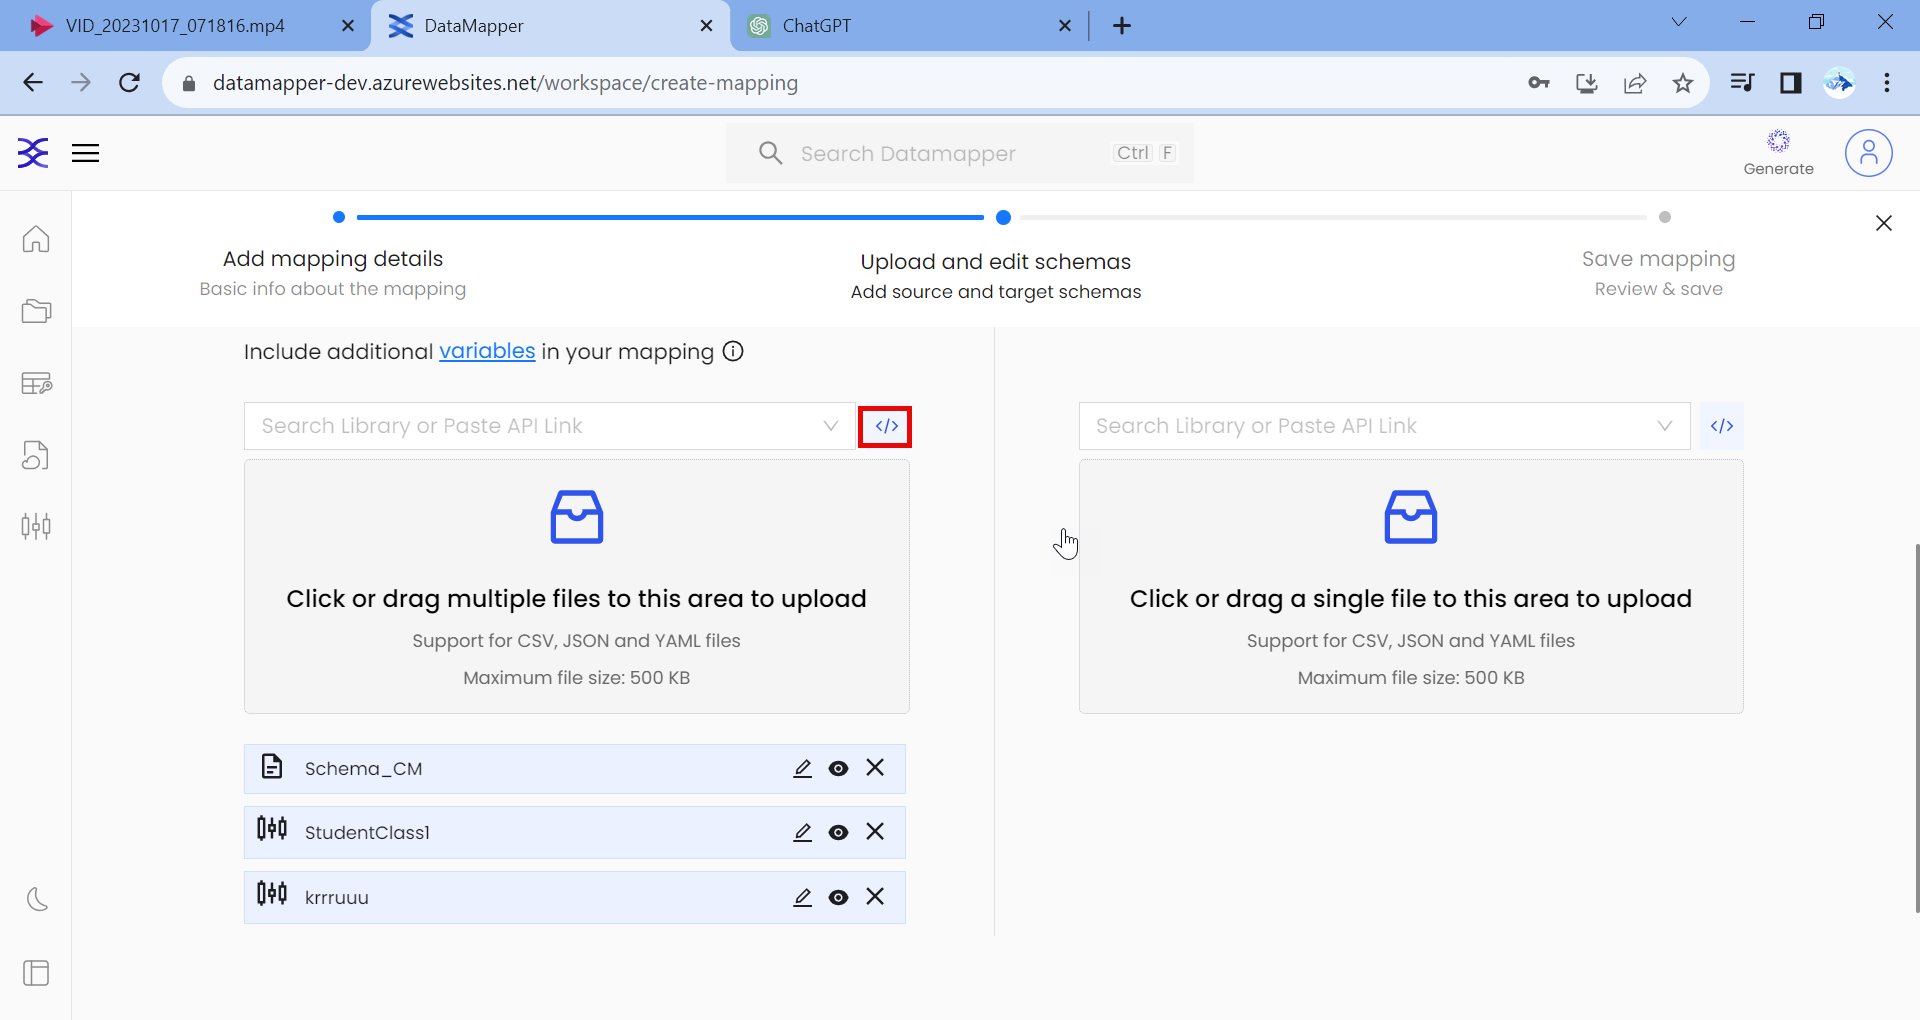 VID_20231017_071816.mp4
DataMapper
ChatGPT
datamapper-dev.azurewebsites.net/workspace/create-mapping
Search Datamapper
Ctrl F
Generate
Add mapping details
Basic info about the mapping
Upload and edit schemas
Add source and target schemas
Save mapping
Review & save
Include additional variables in your mapping
Search Library or Paste API Link
</>
Click or drag multiple files to this area to upload
Support for CSV, JSON and YAML files
Maximum file size: 500 KB
Schema_CM
StudentClass1
krrruuu
Search Library or Paste API Link
</>
Click or drag a single file to this area to upload
Support for CSV, JSON and YAML files
Maximum file size: 500 KB